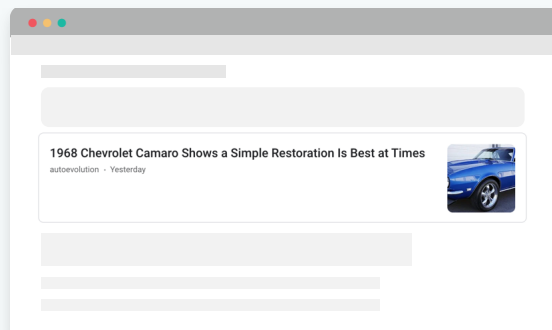 1968 Chevrolet Camaro Shows a Simple Restoration Is Best at Times
autoevolution - Yesterday